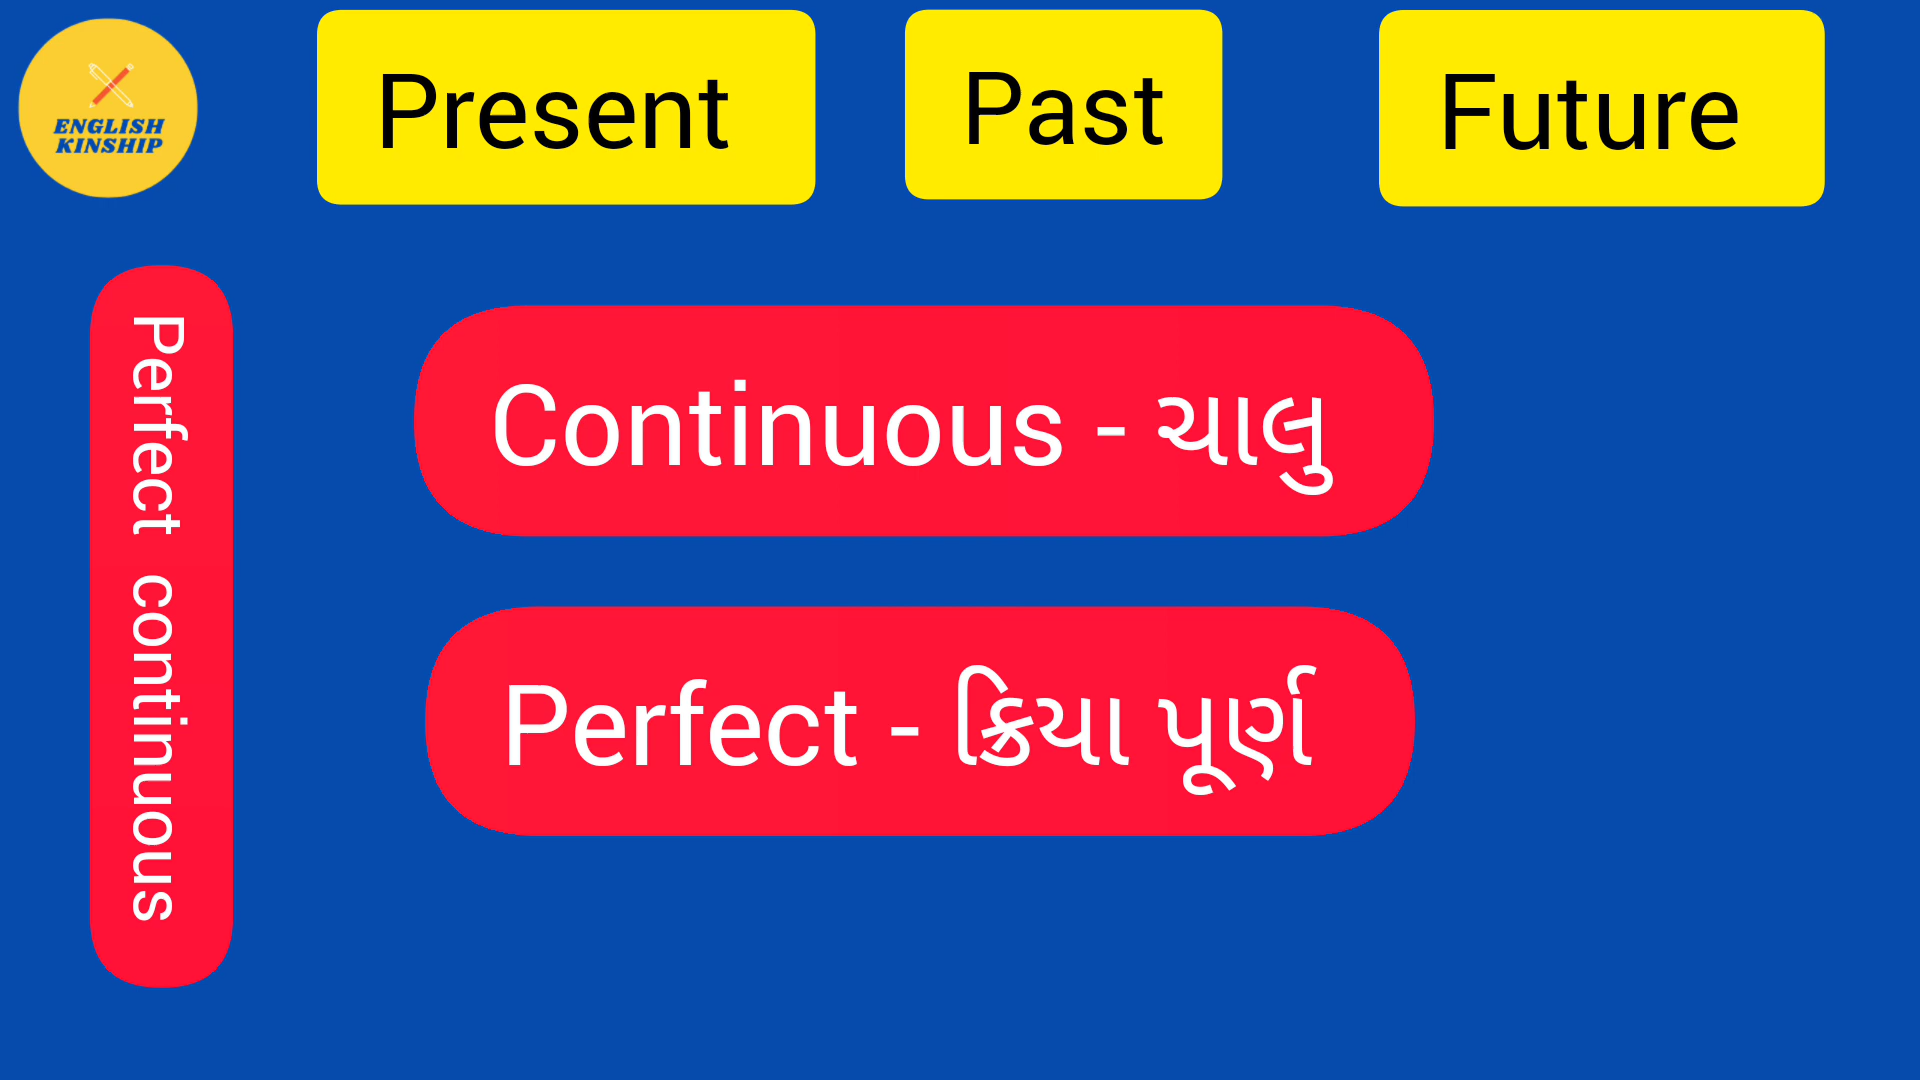 ENGLISH
KINSHIP
Present
Past
Future
Perfect continuous
Continuous - ચાલુ
Perfect - ક્રિયા પૂર્ણ